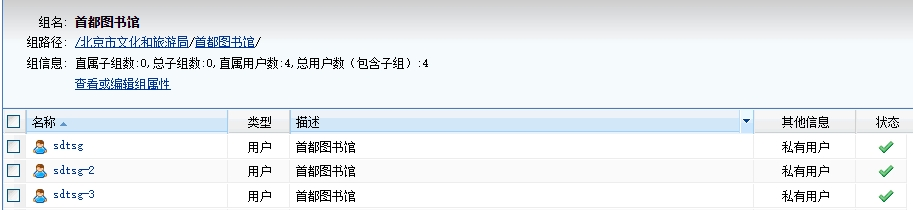 组名: 首都图书馆
组路径: /北京市文化和旅游局/首都图书馆/
组信息: 直属子组数:0,总子组数:0,直属用户数:4,总用户数（包含子组）:4
查看或编辑组属性
名称 类型 描述 其他信息 状态
sdtsg 用户 首都图书馆 私有用户
sdtsg-2 用户 首都图书馆 私有用户
sdtsg-3 用户 首都图书馆 私有用户